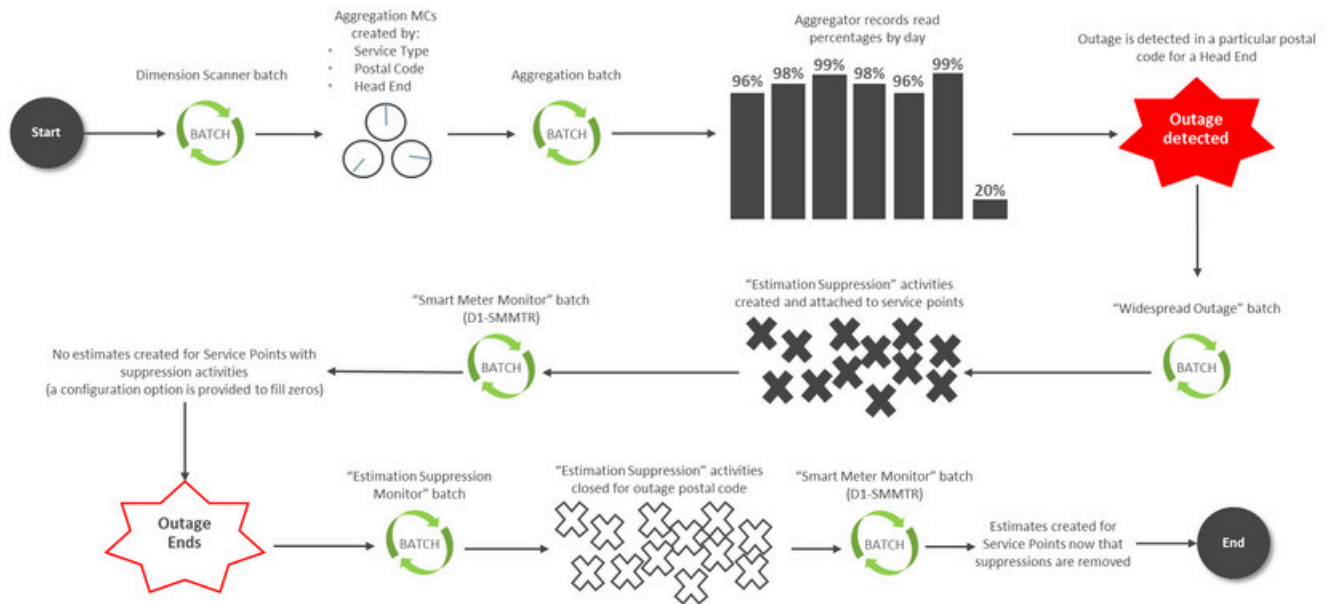 Aggregation MCs
created by:
• Service Type
• Postal Code
• Head End
Dimension Scanner batch
Aggregation batch
Aggregator records read
percentages by day
Outage is detected in a particular postal
code for a Head End
Start
BATCH
BATCH
96%
98%
99%
98%
96%
99%
20%
Outage
detected
"Widespread Outage" batch
BATCH
"Estimation Suppression" activities
created and attached to service points
"Smart Meter Monitor" batch
(D1-SMMTR)
BATCH
No estimates created for Service Points with
suppression activities
(a configuration option is provided to fill zeros)
Outage
Ends
"Estimation Suppression
Monitor" batch
BATCH
"Estimation Suppression" activities
closed for outage postal code
"Smart Meter Monitor" batch
(D1-SMMTR)
BATCH
Estimates created for
Service Points now that
suppressions are removed
End